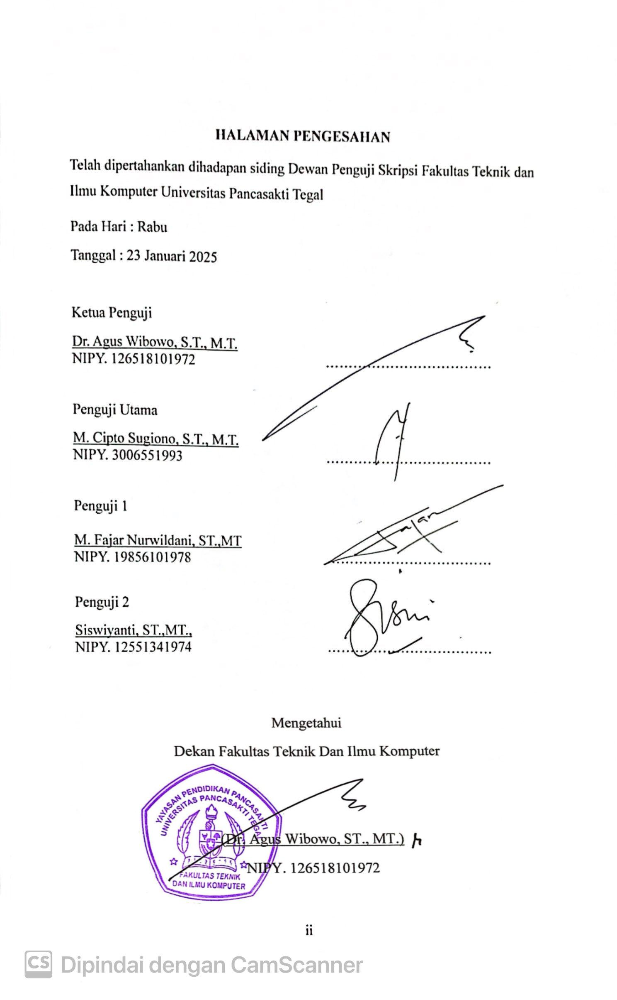 HALAMAN PENGESAHAN
Telah dipertahankan dihadapan siding Dewan Penguji Skripsi Fakultas Teknik dan
Ilmu Komputer Universitas Pancasakti Tegal
Pada Hari : Rabu
Tanggal : 23 Januari 2025
Ketua Penguji
Dr. Agus Wibowo, S.T., M.T.
NIPY. 126518101972
Penguji Utama
M. Cipto Sugiono, S.T., M.T.
NIPY. 3006551993
Penguji 1
M. Fajar Nurwildani, ST.,MT
NIPY. 19856101978
Penguji 2
Siswiyanti, ST.,MT.,
NIPY. 12551341974
Mengetahui
Dekan Fakultas Teknik Dan Ilmu Komputer
YAYASAN PENDIDIKAN PANCASAKTI
UNIVERSITAS PANCASAKTI TEGAL
(Dr. Agus Wibowo, ST., MT.)
NIPY. 126518101972
FAKULTAS TEKNIK
DAN ILMU KOMPUTER
ii
CS Dipindai dengan CamScanner